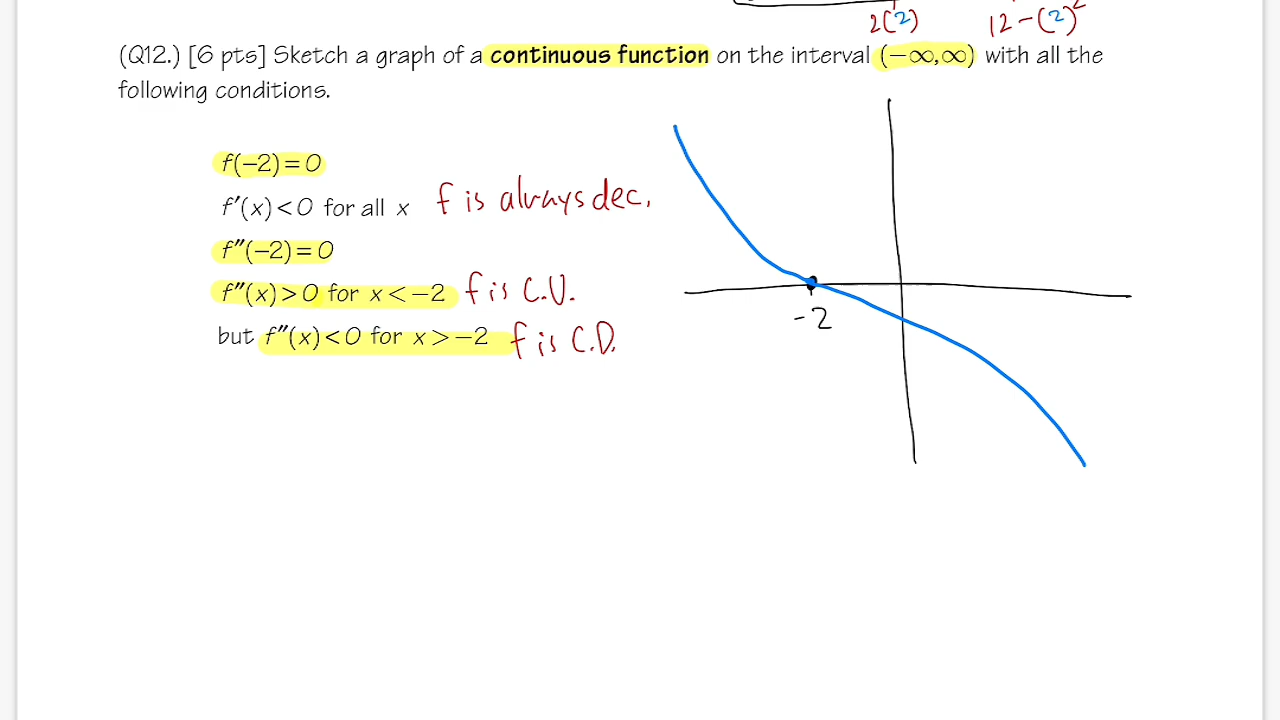 2(2) 12-(2)²
(Q12.) [6 pts] Sketch a graph of a continuous function on the interval (−∞,∞) with all the
following conditions.
f(−2)=0
f′(x)<0 for all x f is always dec.
f″(−2)=0
f″(x)>0 for x<−2 f is C.U.
but f″(x)<0 for x>−2 f is C.D.
-2